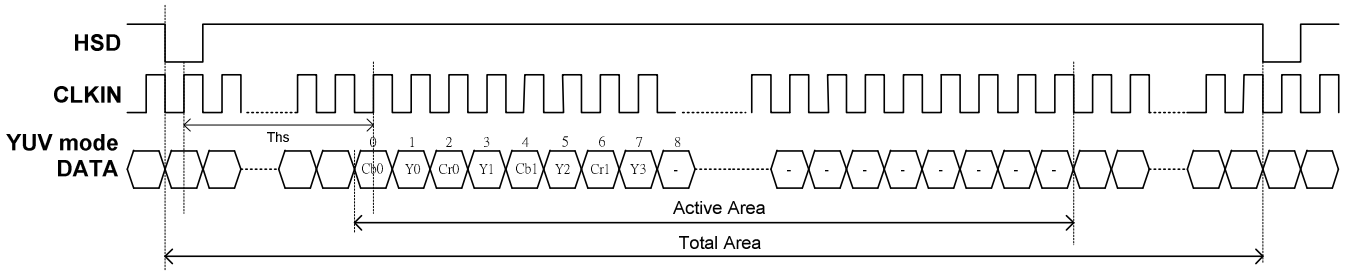 HSD
CLKIN
Ths
YUV mode
DATA
0 1 2 3 4 5 6 7 8
Cb0 Y0 Cr0 Y1 Cb1 Y2 Cr1 Y3 - - - - - - - - -
Active Area
Total Area